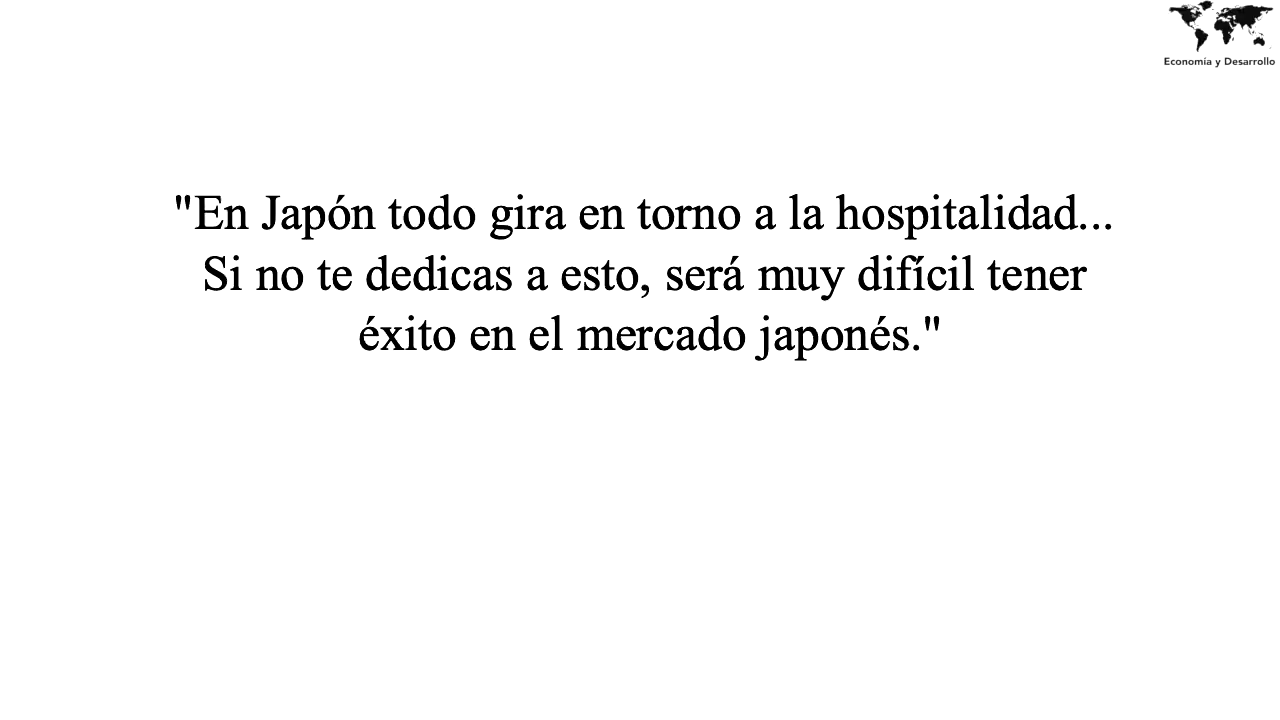 Economía y Desarrollo
"En Japón todo gira en torno a la hospitalidad...
Si no te dedicas a esto, será muy difícil tener
éxito en el mercado japonés."